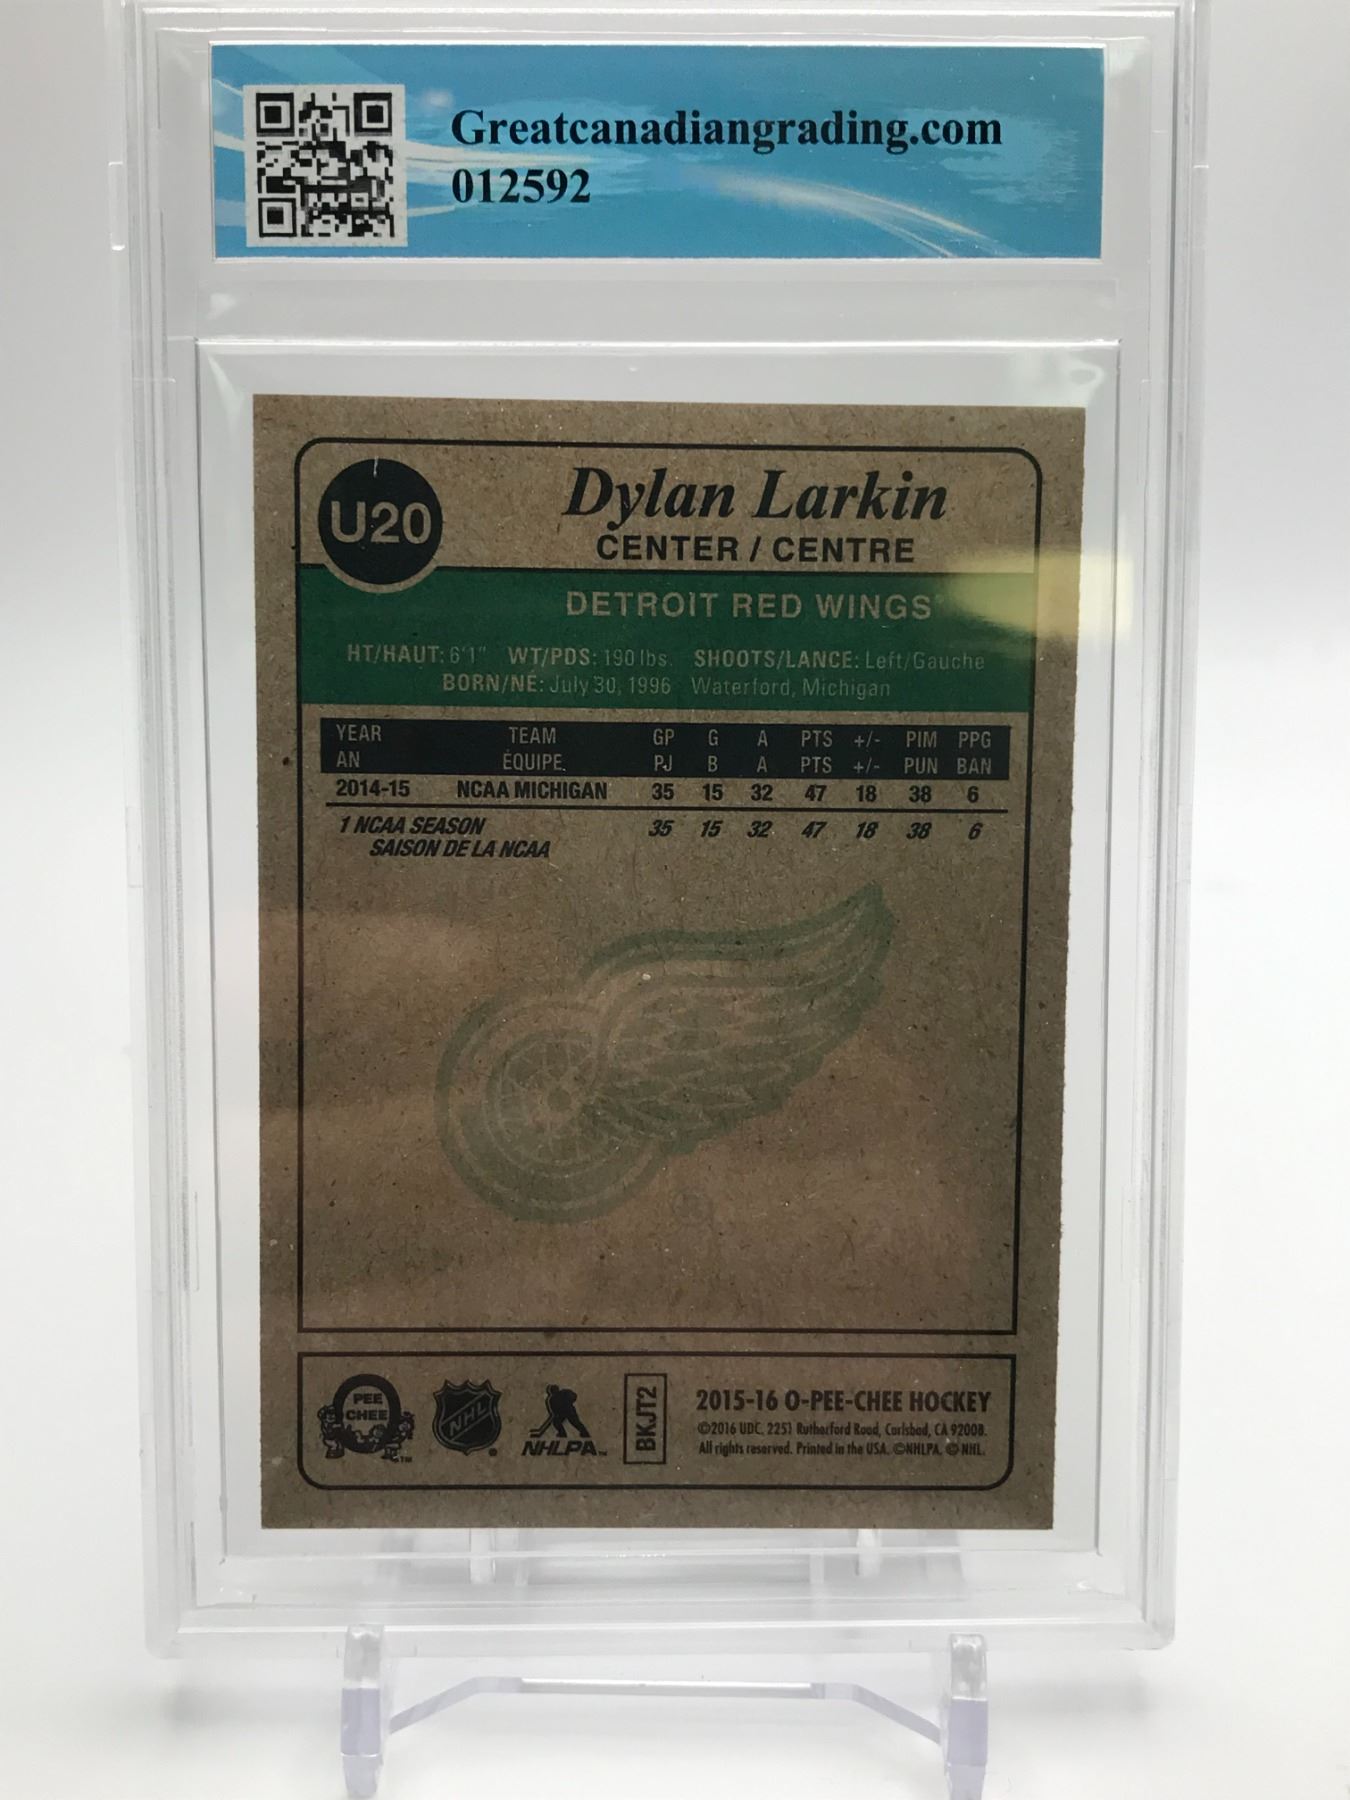 Greatcanadiangrading.com
012592
U20
Dylan Larkin
CENTER / CENTRE
DETROIT RED WINGS
HT/HAUT: 6'1" WT/PDS: 190 lbs. SHOOTS/LANCE: Left/Gauche
BORN/NÉ: July 30, 1996 Waterford, Michigan
YEAR TEAM GP G A PTS +/- PIM PPG
AN ÉQUIPE PJ B A PTS +/- PUN BAN
2014-15 NCAA MICHIGAN 35 15 32 47 18 38 6
1 NCAA SEASON 35 15 32 47 18 38 6
SAISON DE LA NCAA
O PEE CHEE TM
NHL
NHLPA™
BKJT2
2015-16 O-PEE-CHEE HOCKEY
©2016 UDC. 2251 Rutherford Road, Carlsbad, CA 92008.
All rights reserved. Printed in the USA. ©NHLPA. © NHL.